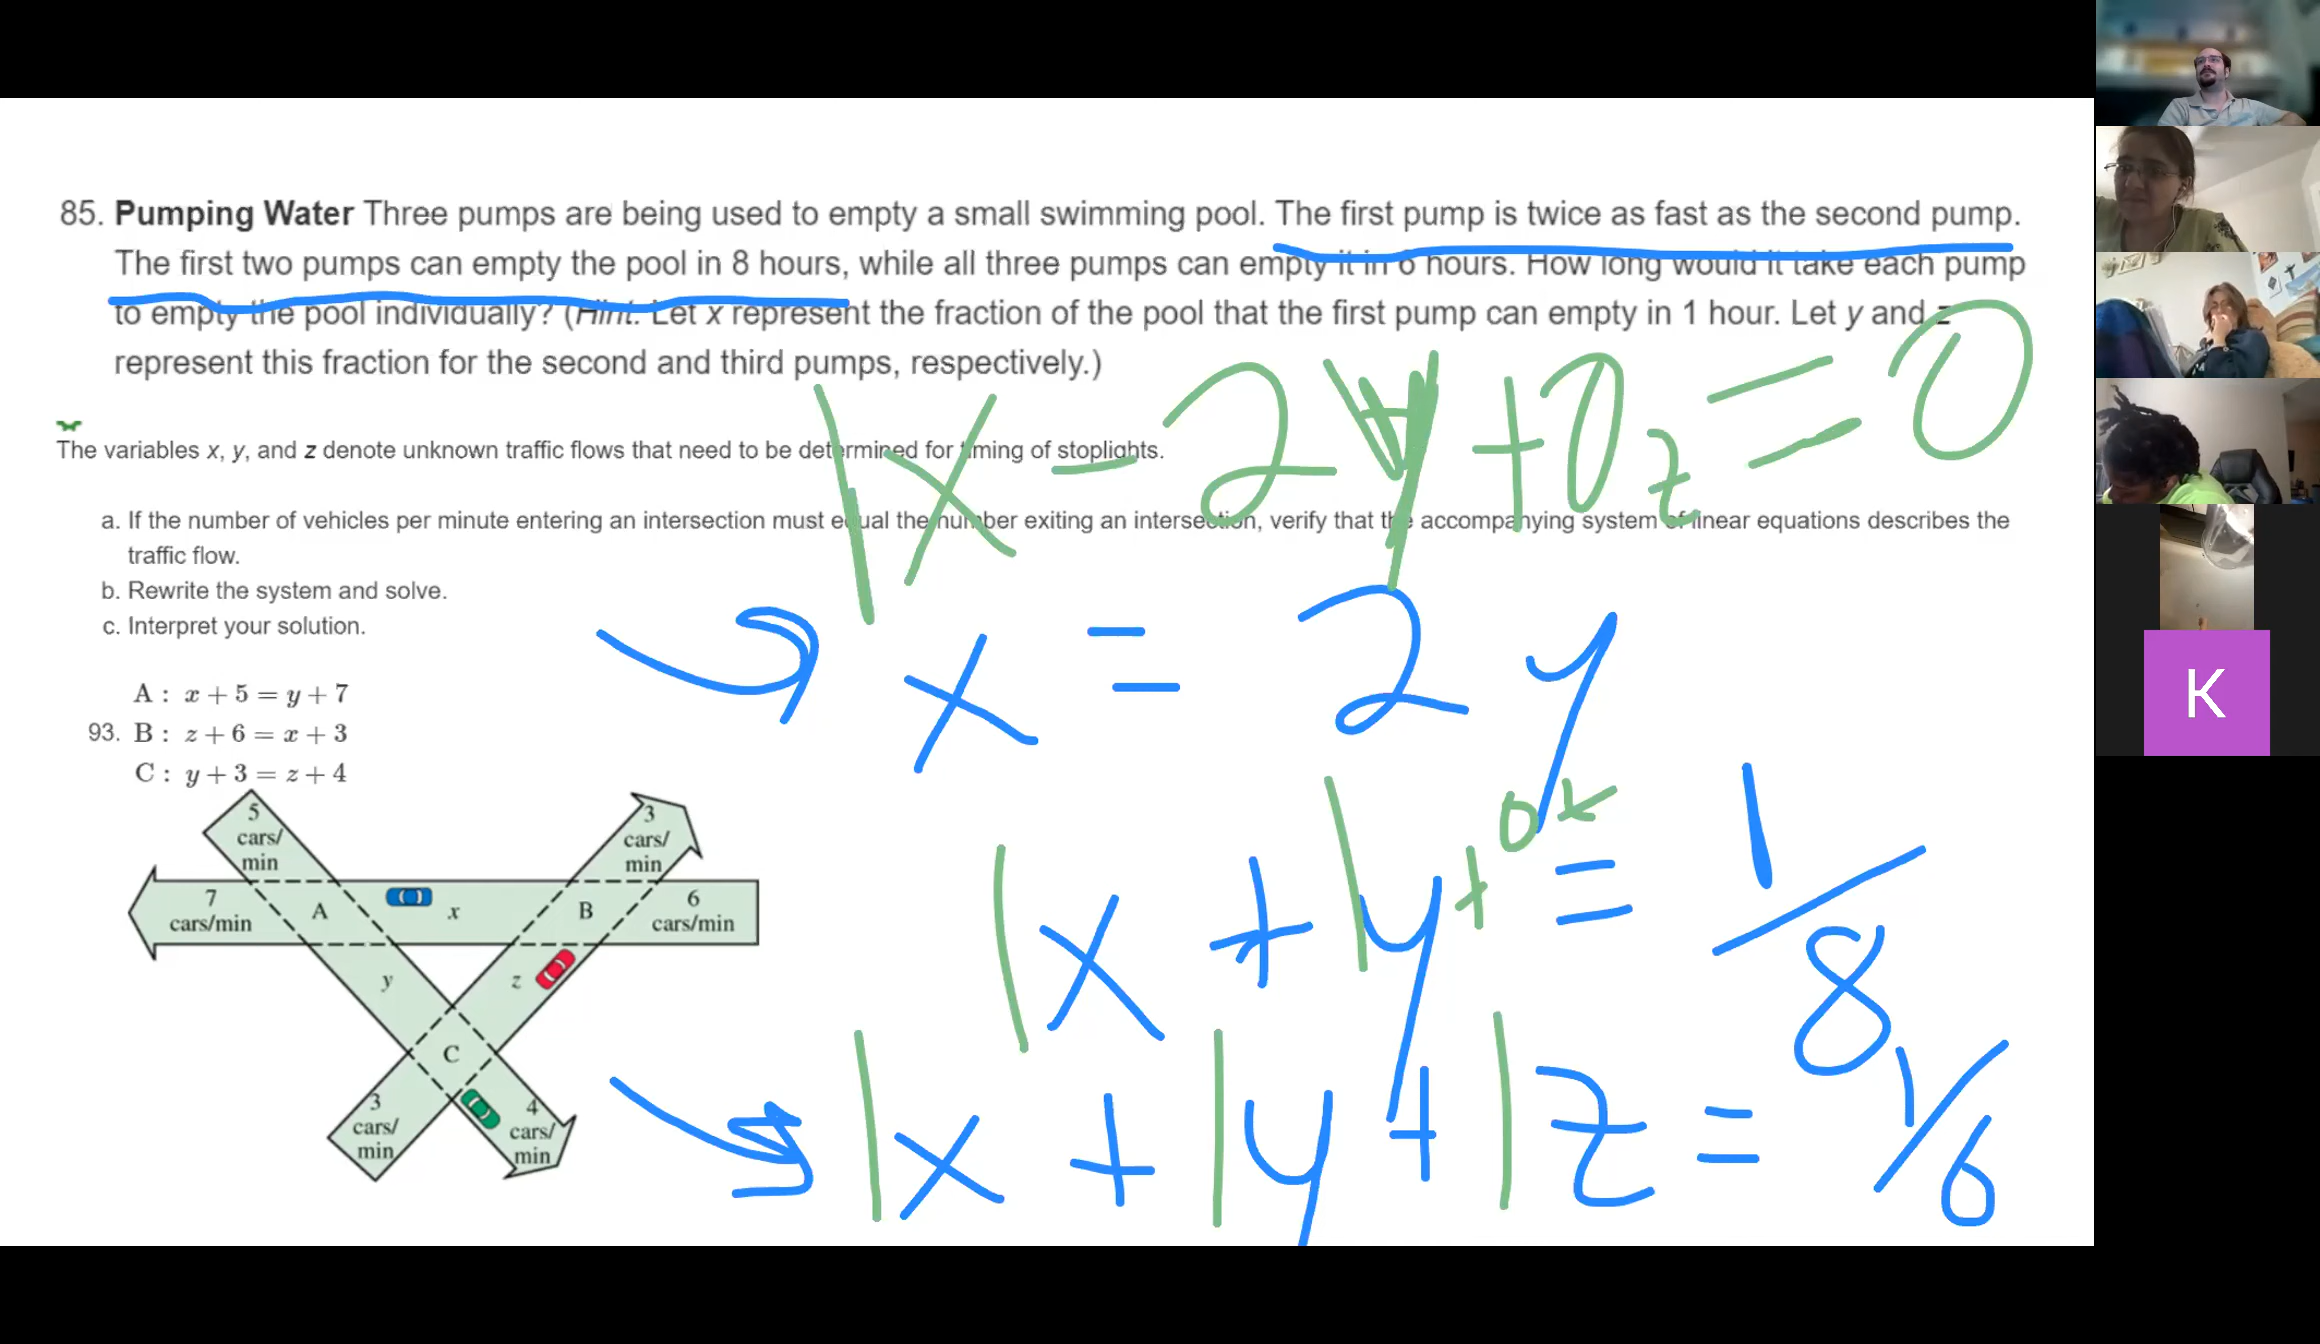 85. Pumping Water Three pumps are being used to empty a small swimming pool. The first pump is twice as fast as the second pump.
The first two pumps can empty the pool in 8 hours, while all three pumps can empty it in 6 hours. How long would it take each pump
to empty the pool individually? (Hint: Let x represent the fraction of the pool that the first pump can empty in 1 hour. Let y and z
represent this fraction for the second and third pumps, respectively.)
1x - 2y + 0z = 0
The variables x, y, and z denote unknown traffic flows that need to be determined for timing of stoplights.
a. If the number of vehicles per minute entering an intersection must equal the number exiting an intersection, verify that the accompanying system of linear equations describes the
traffic flow.
b. Rewrite the system and solve.
c. Interpret your solution.
x = 2y
A : x + 5 = y + 7
93. B : z + 6 = x + 3
C : y + 3 = z + 4
1x + 1y + 0z = 1/8
1x + 1y + 1z = 1/6
5
cars/
min
3
cars/
min
7
cars/min
A
x
B
6
cars/min
y
z
C
3
cars/
min
4
cars/
min
K